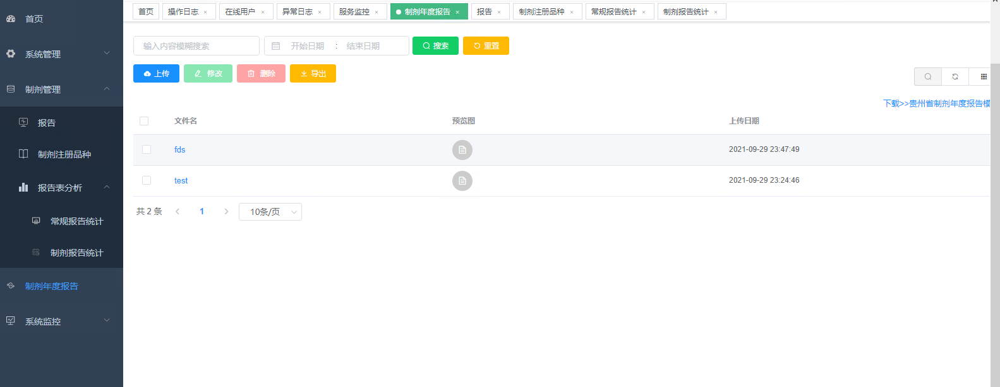 首页
系统管理
制剂管理
报告
制剂注册品种
报告表分析
常规报告统计
制剂报告统计
制剂年度报告
系统监控
首页 操作日志 × 在线用户 × 异常日志 × 服务监控 × 制剂年度报告 × 报告 × 制剂注册品种 × 常规报告统计 × 制剂报告统计 ×
输入内容模糊搜索 开始日期 : 结束日期 搜索 重置
上传 修改 删除 导出
下载>>贵州省制剂年度报告模
文件名 预览图 上传日期
fds 2021-09-29 23:47:49
test 2021-09-29 23:24:46
共 2 条 1 10条/页